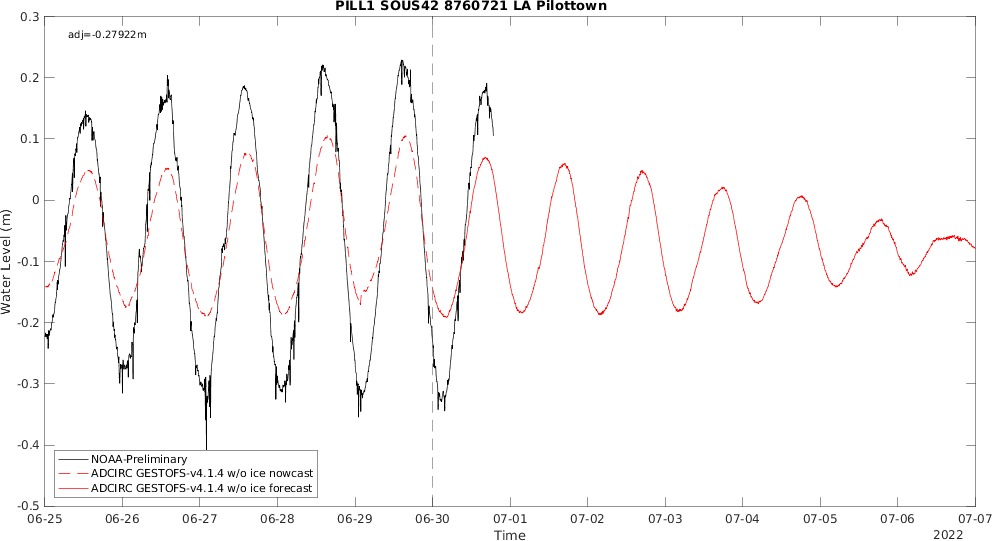 PILL1 SOUS42 8760721 LA Pilottown
adj=-0.27922m
0.3
0.2
0.1
0
-0.1
-0.2
-0.3
-0.4
-0.5
Water Level (m)
NOAA-Preliminary
ADCIRC GESTOFS-v4.1.4 w/o ice nowcast
ADCIRC GESTOFS-v4.1.4 w/o ice forecast
06-25 06-26 06-27 06-28 06-29 06-30 07-01 07-02 07-03 07-04 07-05 07-06 07-07
Time
2022